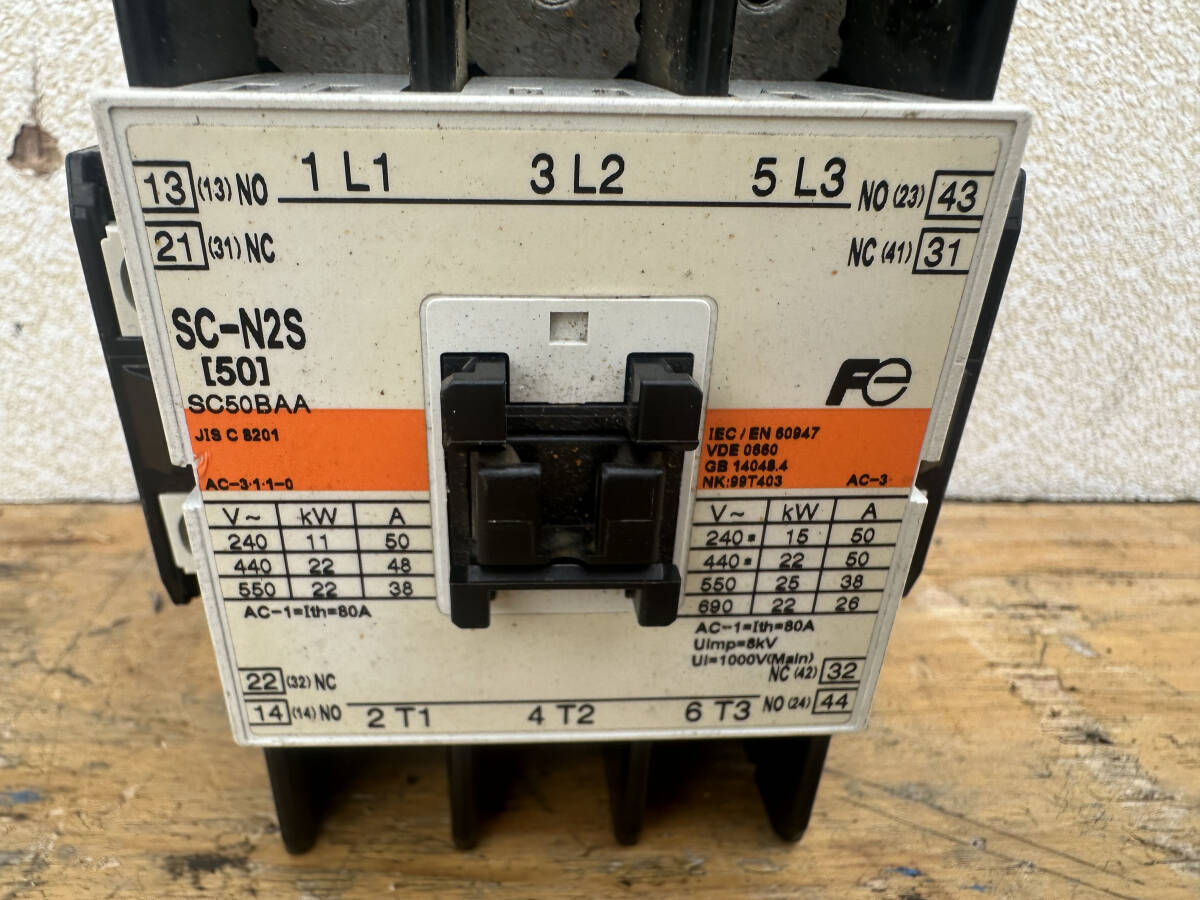 1 L1 3 L2 5 L3
13 (13) NO NO (23) 43
21 (31) NC NC (41) 31
SC-N2S
[50]
SC50BAA
Fe
JIS C 8201
AC-3·1·1-0
IEC / EN 60947
VDE 0660
GB 14048.4
NK:99T403 AC-3
V~ kW A
240 11 50
440 22 48
550 22 38
AC-1=Ith=80A
V~ kW A
240 15 50
440 22 50
550 25 38
690 22 26
AC-1=Ith=80A
Uimp=8kV
Ui=1000V(Main)
22 (32) NC NC (42) 32
14 (14) NO NO (24) 44
2 T1 4 T2 6 T3